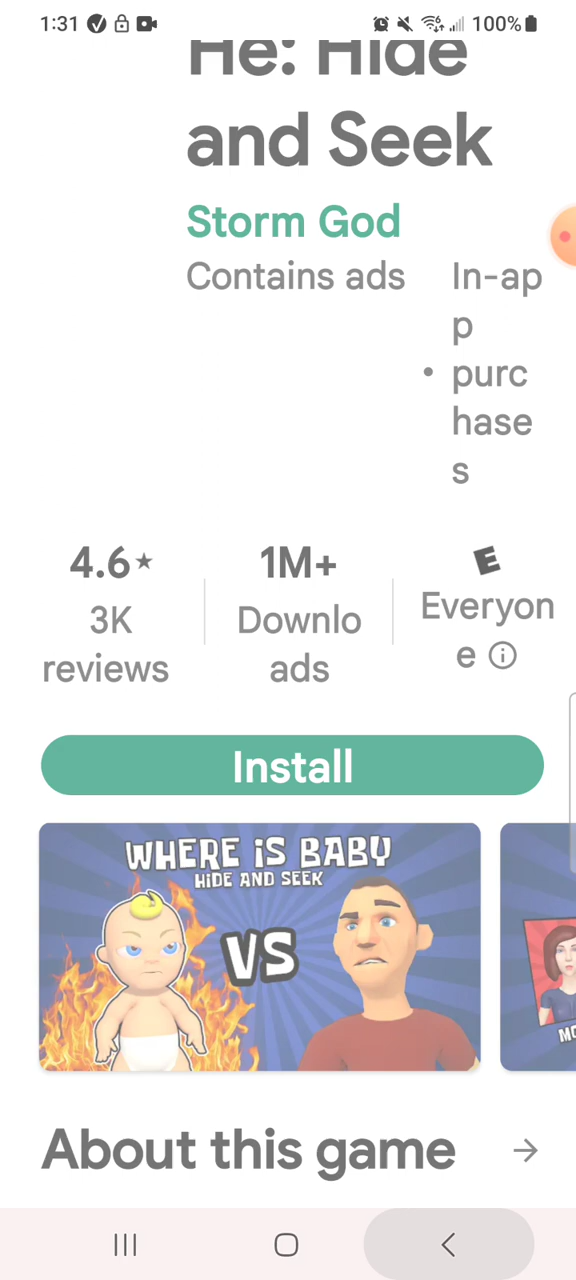 1:31
100%
He: Hide
and Seek
Storm God
Contains ads
In-ap
p
• purc
hase
s
4.6★
3K
reviews
1M+
Downlo
ads
E
Everyon
e
Install
WHERE iS BABY
HiDE AND SEEK
VS
MO
About this game